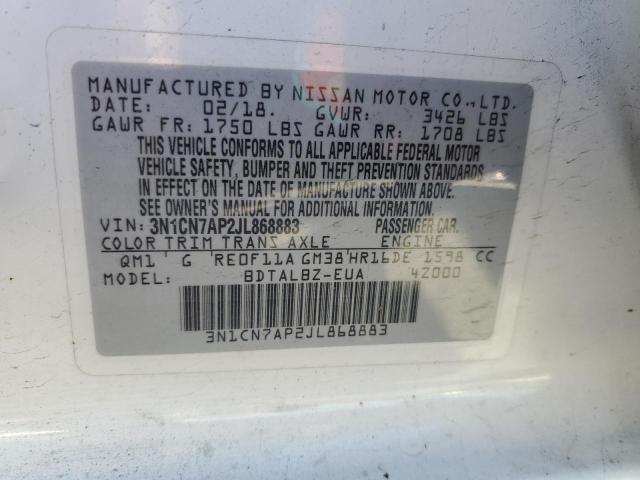 MANUFACTURED BY NISSAN MOTOR CO., LTD.
DATE: 02/18. GVWR: 3426 LBS
GAWR FR: 1750 LBS GAWR RR: 1708 LBS
THIS VEHICLE CONFORMS TO ALL APPLICABLE FEDERAL MOTOR
VEHICLE SAFETY, BUMPER AND THEFT PREVENTION STANDARDS
IN EFFECT ON THE DATE OF MANUFACTURE SHOWN ABOVE.
SEE OWNER'S MANUAL FOR ADDITIONAL INFORMATION.
VIN: 3N1CN7AP2JL868883 PASSENGER CAR.
COLOR TRIM TRANS AXLE ENGINE
QM1 G RE0F11A GM38 HR16DE 1598 CC
MODEL: BDTALBZ-EUA 42000
3N1CN7AP2JL868883